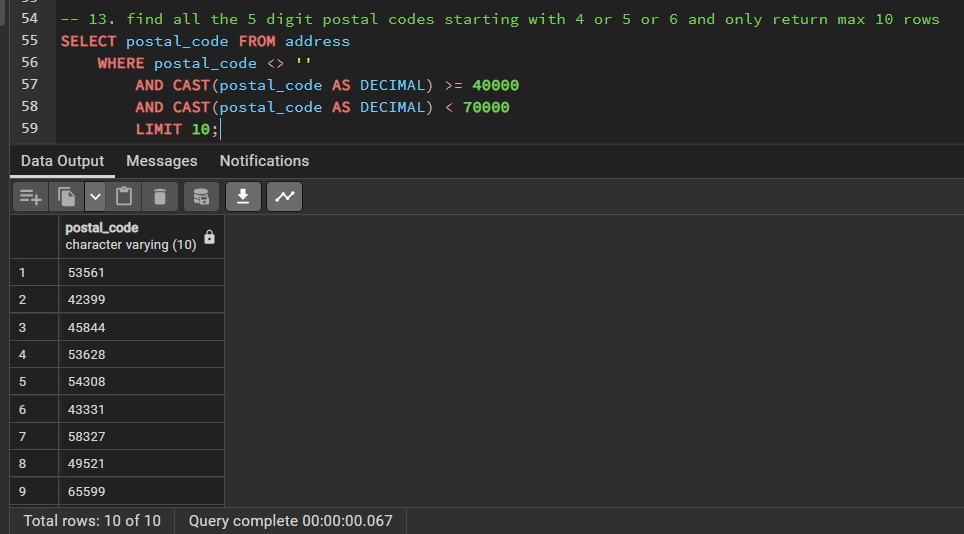 54 -- 13. find all the 5 digit postal codes starting with 4 or 5 or 6 and only return max 10 rows
55 SELECT postal_code FROM address
56 WHERE postal_code <> ''
57 AND CAST(postal_code AS DECIMAL) >= 40000
58 AND CAST(postal_code AS DECIMAL) < 70000
59 LIMIT 10;
Data Output Messages Notifications
postal_code
character varying (10)
1 53561
2 42399
3 45844
4 53628
5 54308
6 43331
7 58327
8 49521
9 65599
Total rows: 10 of 10 Query complete 00:00:00.067